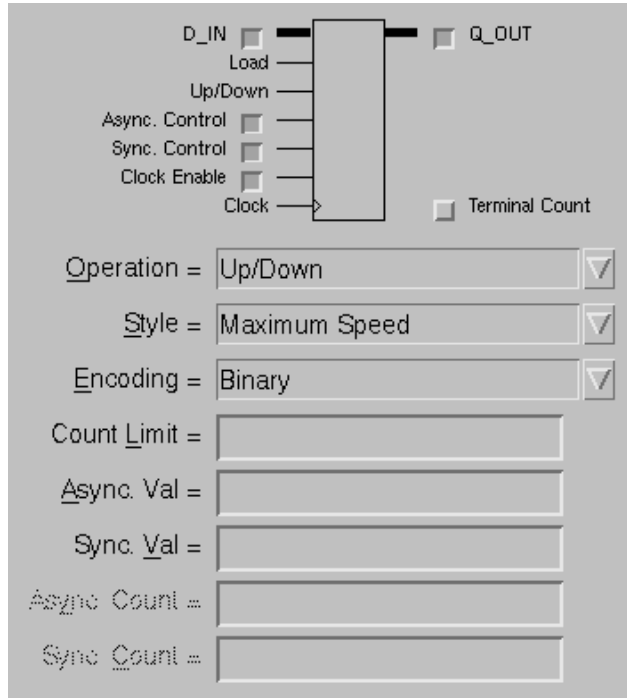 D_IN Q_OUT
Load
Up/Down
Async. Control
Sync. Control
Clock Enable
Clock Terminal Count
Operation = Up/Down
Style = Maximum Speed
Encoding = Binary
Count Limit =
Async. Val =
Sync. Val =
Async Count =
Sync Count =